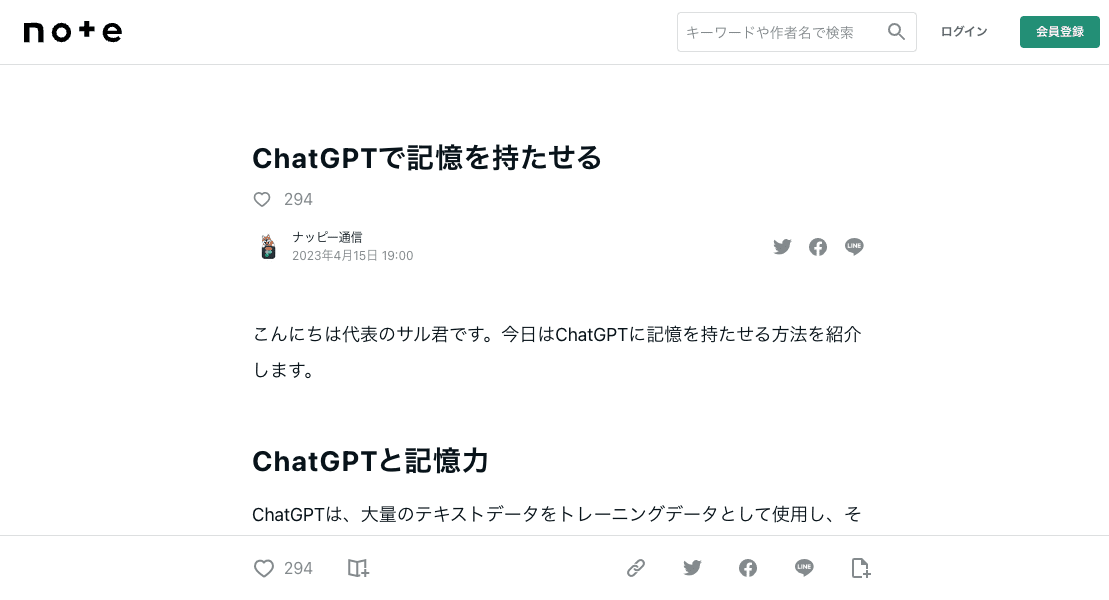 note
キーワードや作者名で検索
ログイン
会員登録
ChatGPTで記憶を持たせる
294
ナッピー通信
2023年4月15日 19:00
LINE
こんにちは代表のサル君です。今日はChatGPTに記憶を持たせる方法を紹介
します。
ChatGPTと記憶力
ChatGPTは、大量のテキストデータをトレーニングデータとして使用し、そ
294
LINE